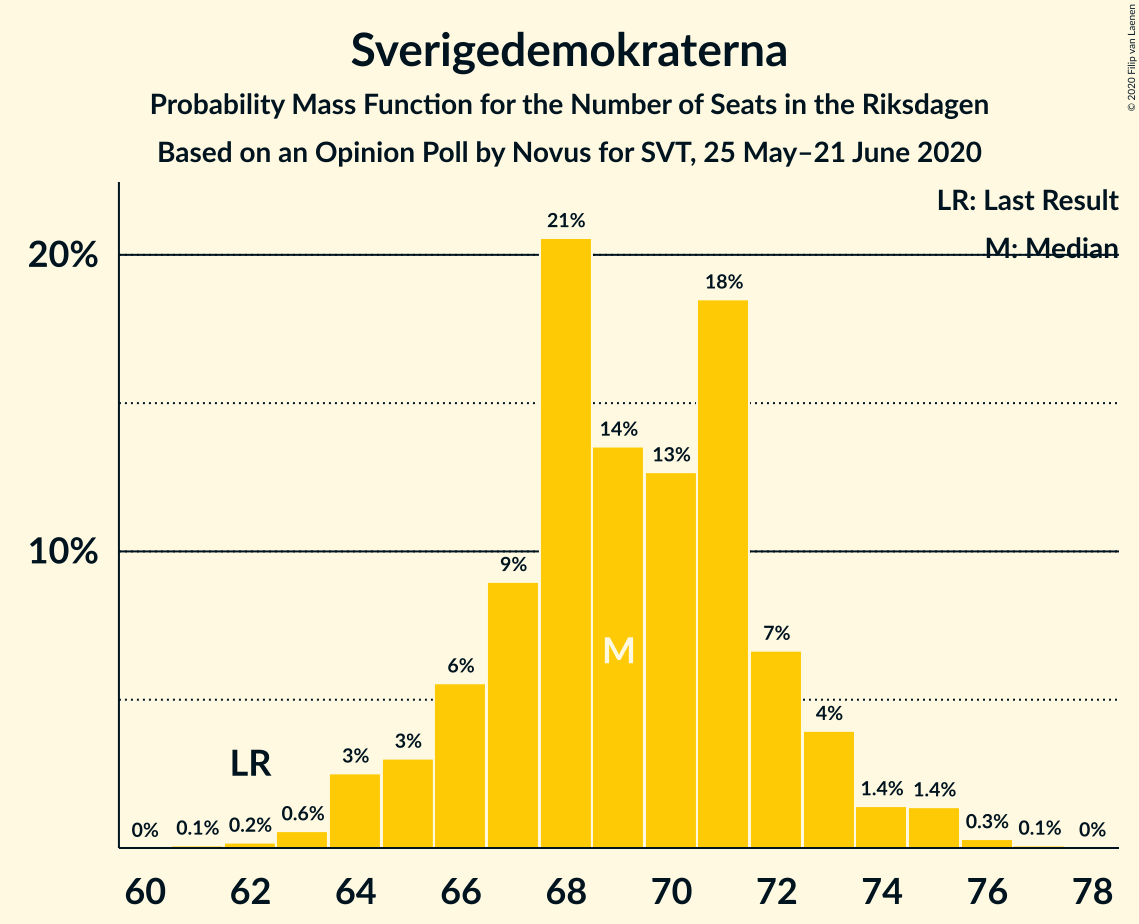 Sverigedemokraterna
Probability Mass Function for the Number of Seats in the Riksdagen
Based on an Opinion Poll by Novus for SVT, 25 May–21 June 2020
© 2020 Filip van Laenen
LR: Last Result
M: Median
20%
10%
21%
18%
14%
13%
9%
7%
6%
4%
3%
3%
1.4%
1.4%
0.6%
0.3%
0.2%
0.1%
0.1%
0%
0%
M
LR
60 62 64 66 68 70 72 74 76 78